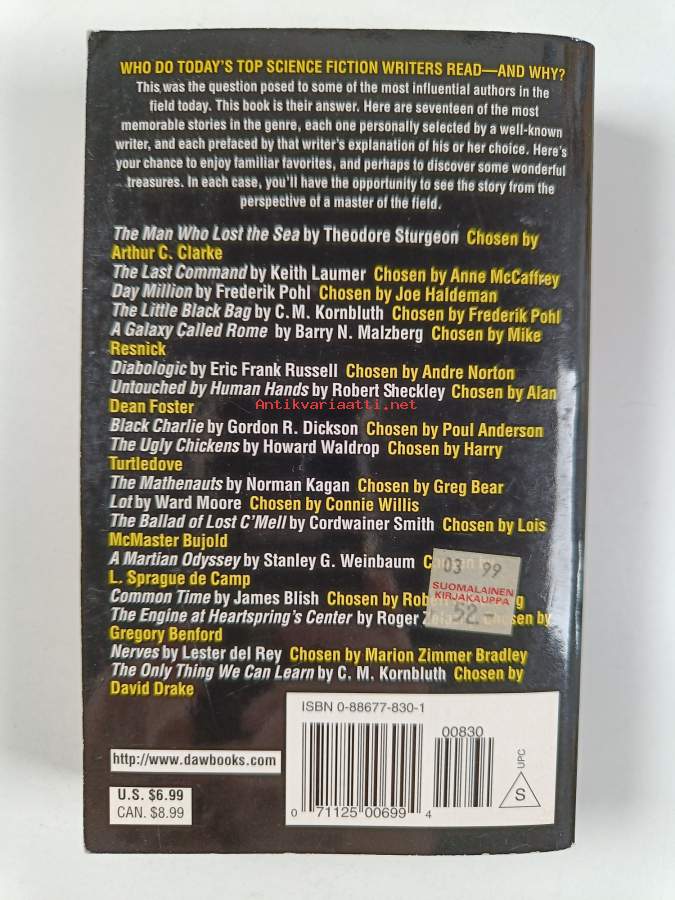 WHO DO TODAY'S TOP SCIENCE FICTION WRITERS READ—AND WHY?
This was the question posed to some of the most influential authors in the
field today. This book is their answer. Here are seventeen of the most
memorable stories in the genre, each one personally selected by a well-known
writer, and each prefaced by that writer's explanation of his or her choice. Here's
your chance to enjoy familiar favorites, and perhaps to discover some wonderful
treasures. In each case, you'll have the opportunity to see the story from the
perspective of a master of the field.
The Man Who Lost the Sea by Theodore Sturgeon Chosen by
Arthur C. Clarke
The Last Command by Keith Laumer Chosen by Anne McCaffrey
Day Million by Frederik Pohl Chosen by Joe Haldeman
The Little Black Bag by C.M. Kornbluth Chosen by Frederik Pohl
A Galaxy Called Rome by Barry N. Malzberg Chosen by Mike
Resnick
Diabologic by Eric Frank Russell Chosen by Andre Norton
Untouched by Human Hands by Robert Sheckley Chosen by Alan
Dean Foster
Antikvariaatti.net
Black Charlie by Gordon R. Dickson Chosen by Poul Anderson
The Ugly Chickens by Howard Waldrop Chosen by Harry
Turtledove
The Mathenauts by Norman Kagan Chosen by Greg Bear
Lot by Ward Moore Chosen by Connie Willis
The Ballad of Lost C'Mell by Cordwainer Smith Chosen by Lois
McMaster Bujold
A Martian Odyssey by Stanley G. Weinbaum
L. Sprague de Camp
03 99
SUOMALAINEN
KIRJAKAUPPA
52.-
Common Time by James Blish Chosen by
The Engine at Heartspring's Center by Roger by
Gregory Benford
Nerves by Lester del Rey Chosen by Marion Zimmer Bradley
The Only Thing We Can Learn by C. M. Kornbluth Chosen by
David Drake
ISBN 0-88677-830-1
00830
http://www.dawbooks.com
U.S. $6.99
CAN. $8.99
0 71125 00699 4
S
UPC